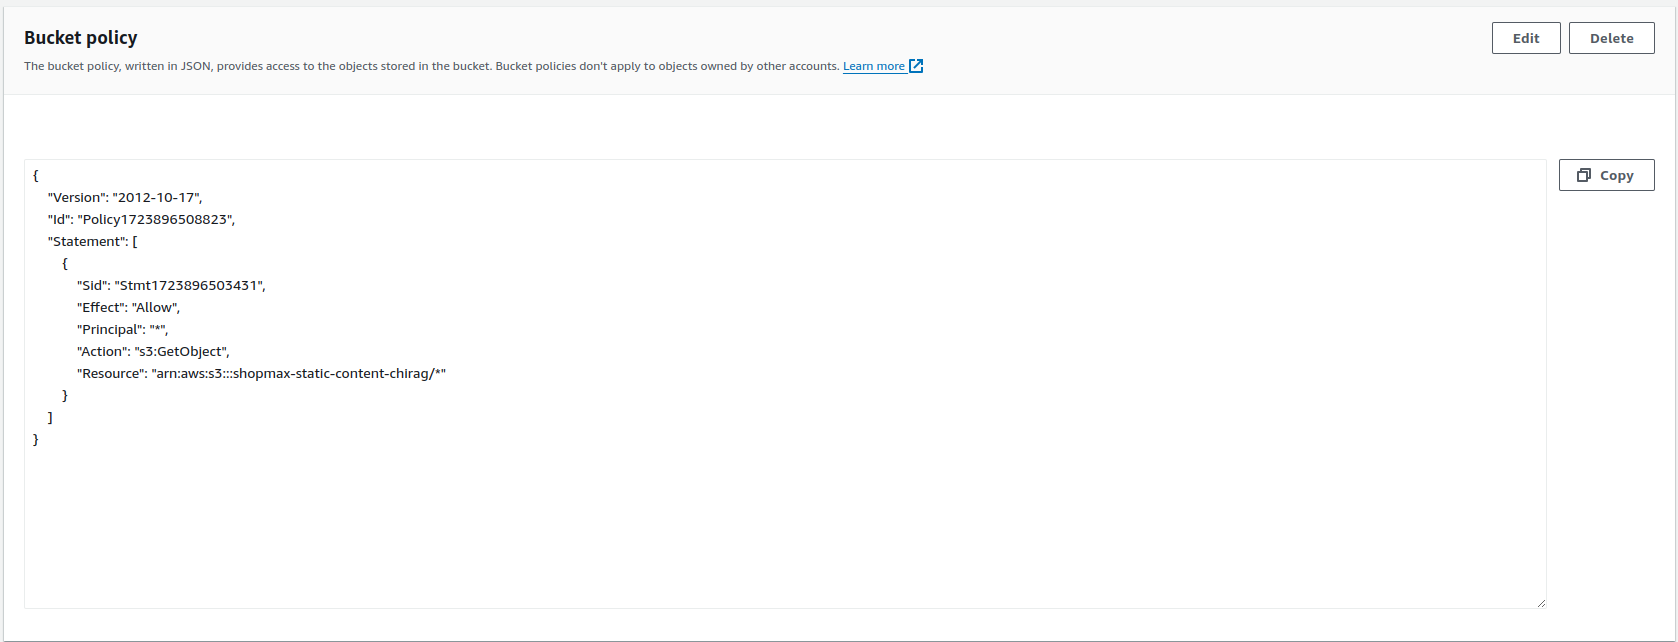 Bucket policy
Edit
Delete
The bucket policy, written in JSON, provides access to the objects stored in the bucket. Bucket policies don't apply to objects owned by other accounts. Learn more
Copy
{
"Version": "2012-10-17",
"Id": "Policy1723896508823",
"Statement": [
{
"Sid": "Stmt1723896503431",
"Effect": "Allow",
"Principal": "*",
"Action": "s3:GetObject",
"Resource": "arn:aws:s3:::shopmax-static-content-chirag/*"
}
]
}